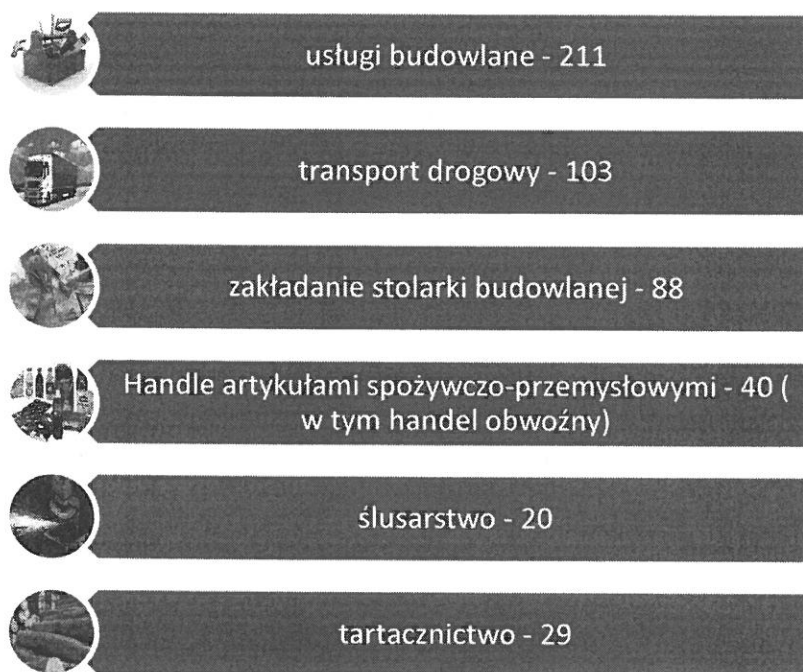 usługi budowlane - 211
transport drogowy - 103
zakładanie stolarki budowlanej - 88
Handle artykułami spożywczo-przemysłowymi - 40 (
w tym handel obwoźny)
ślusarstwo - 20
tartacznictwo - 29